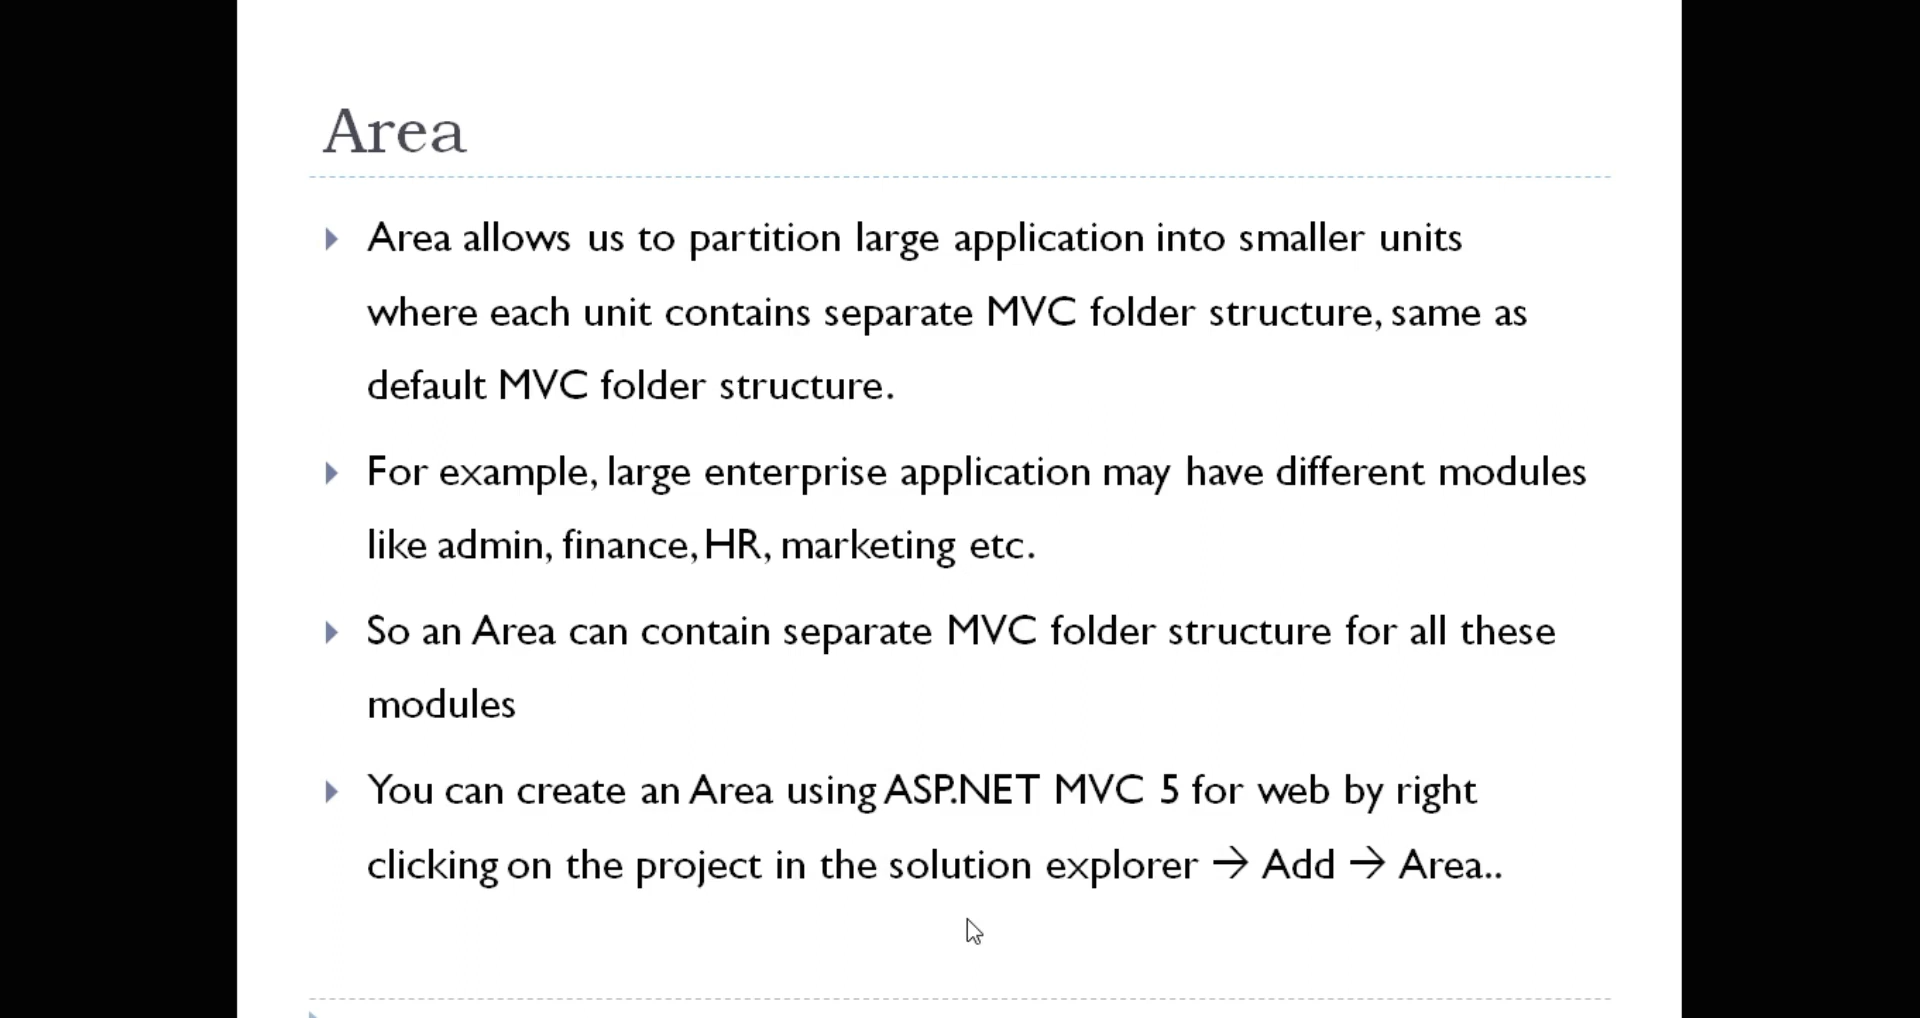 Area
Area allows us to partition large application into smaller units
where each unit contains separate MVC folder structure, same as
default MVC folder structure.
For example, large enterprise application may have different modules
like admin, finance, HR, marketing etc.
So an Area can contain separate MVC folder structure for all these
modules
You can create an Area using ASP.NET MVC 5 for web by right
clicking on the project in the solution explorer → Add → Area..